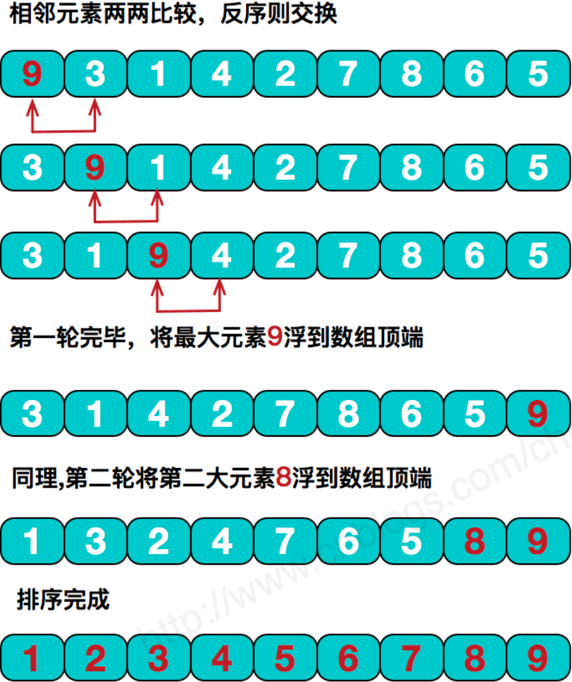 相邻元素两两比较，反序则交换
9 3 1 4 2 7 8 6 5
3 9 1 4 2 7 8 6 5
3 1 9 4 2 7 8 6 5
第一轮完毕，将最大元素9浮到数组顶端
3 1 4 2 7 8 6 5 9
同理,第二轮将第二大元素8浮到数组顶端
1 3 2 4 7 6 5 8 9
排序完成
1 2 3 4 5 6 7 8 9
http://www.cnblogs.com/ch